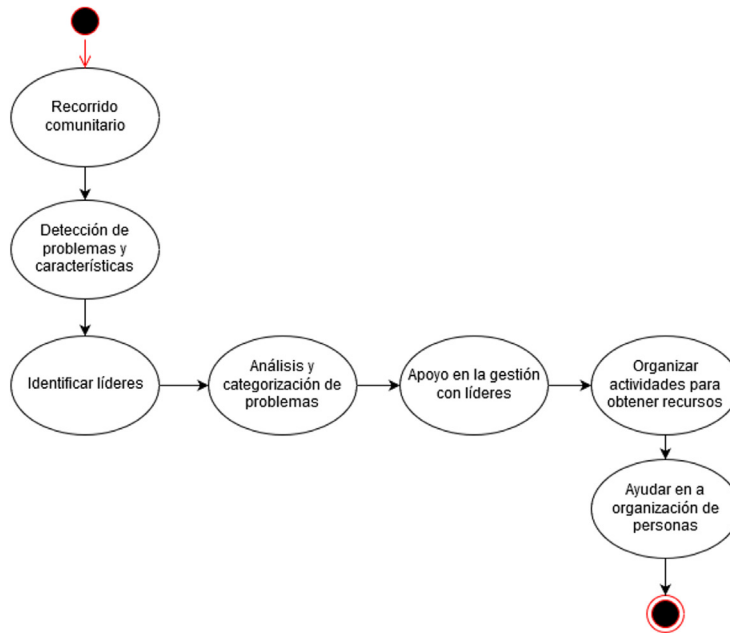 Recorrido
comunitario
Detección de
problemas y
características
Identificar líderes
Análisis y
categorización de
problemas
Apoyo en la gestión
con líderes
Organizar
actividades para
obtener recursos
Ayudar en a
organización de
personas